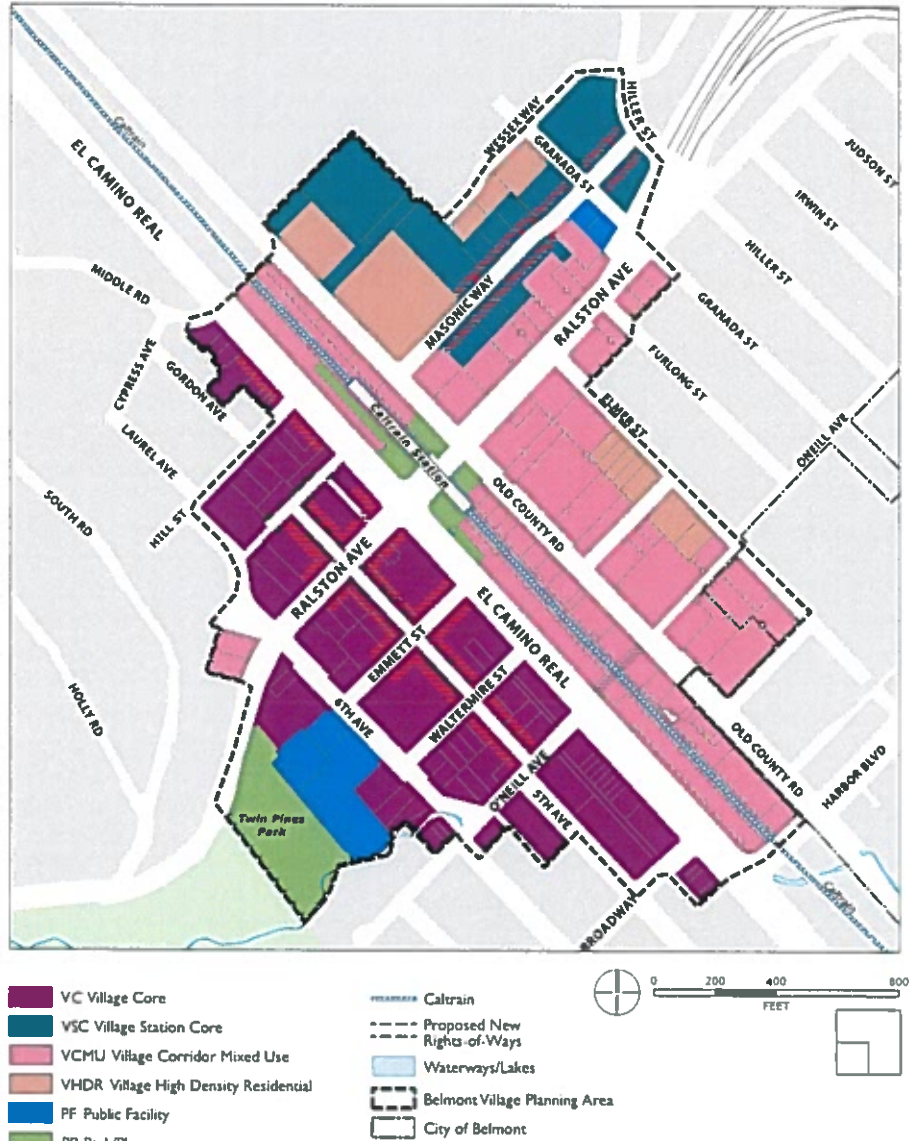 WESSEX WAY
HILLER ST
GRANADA ST
Caltrain
EL CAMINO REAL
JUDSON ST
IRWIN ST
HILLER ST
MIDDLE RD
MASONIC WAY
RALSTON AVE
GRANADA ST
FURLONG ST
CYPRESS AVE
GORDON AVE
LAUREL AVE
Caltrain Station
ELMER ST
ONEILL AVE
SOUTH RD
HILL ST
OLD COUNTY RD
RALSTON AVE
EL CAMINO REAL
EMMETT ST
WALTERMIRE ST
6TH AVE
HOLLY RD
O'NEILL AVE
5TH AVE
OLD COUNTY RD
HARBOR BLVD
Twin Pines
Park
BROADWAY
VC Village Core
VSC Village Station Core
VCMU Village Corridor Mixed Use
VHDR Village High Density Residential
PF Public Facility
Caltrain
Proposed New
Rights-of-Ways
Waterways/Lakes
Belmont Village Planning Area
City of Belmont
0 200 400 800
FEET